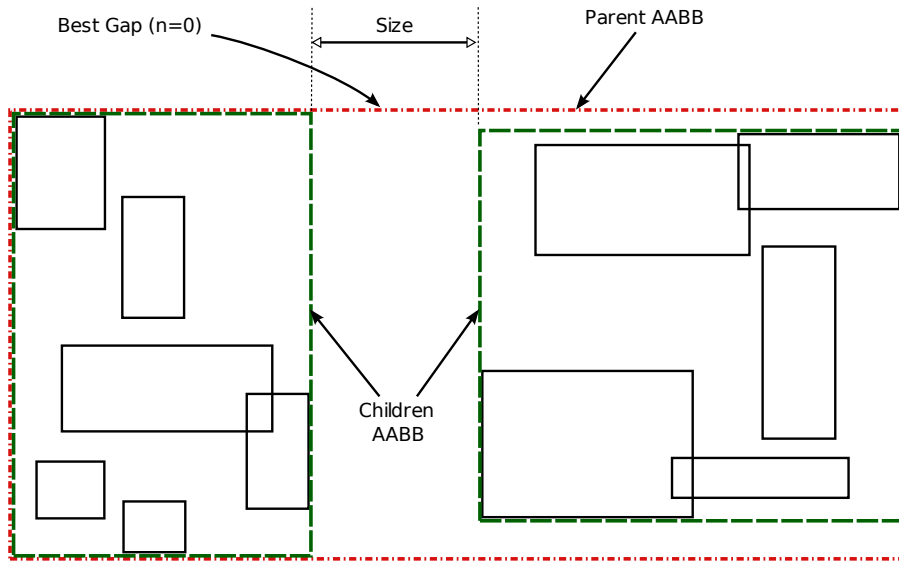 Best Gap (n=0)
Size
Parent AABB
Children
AABB